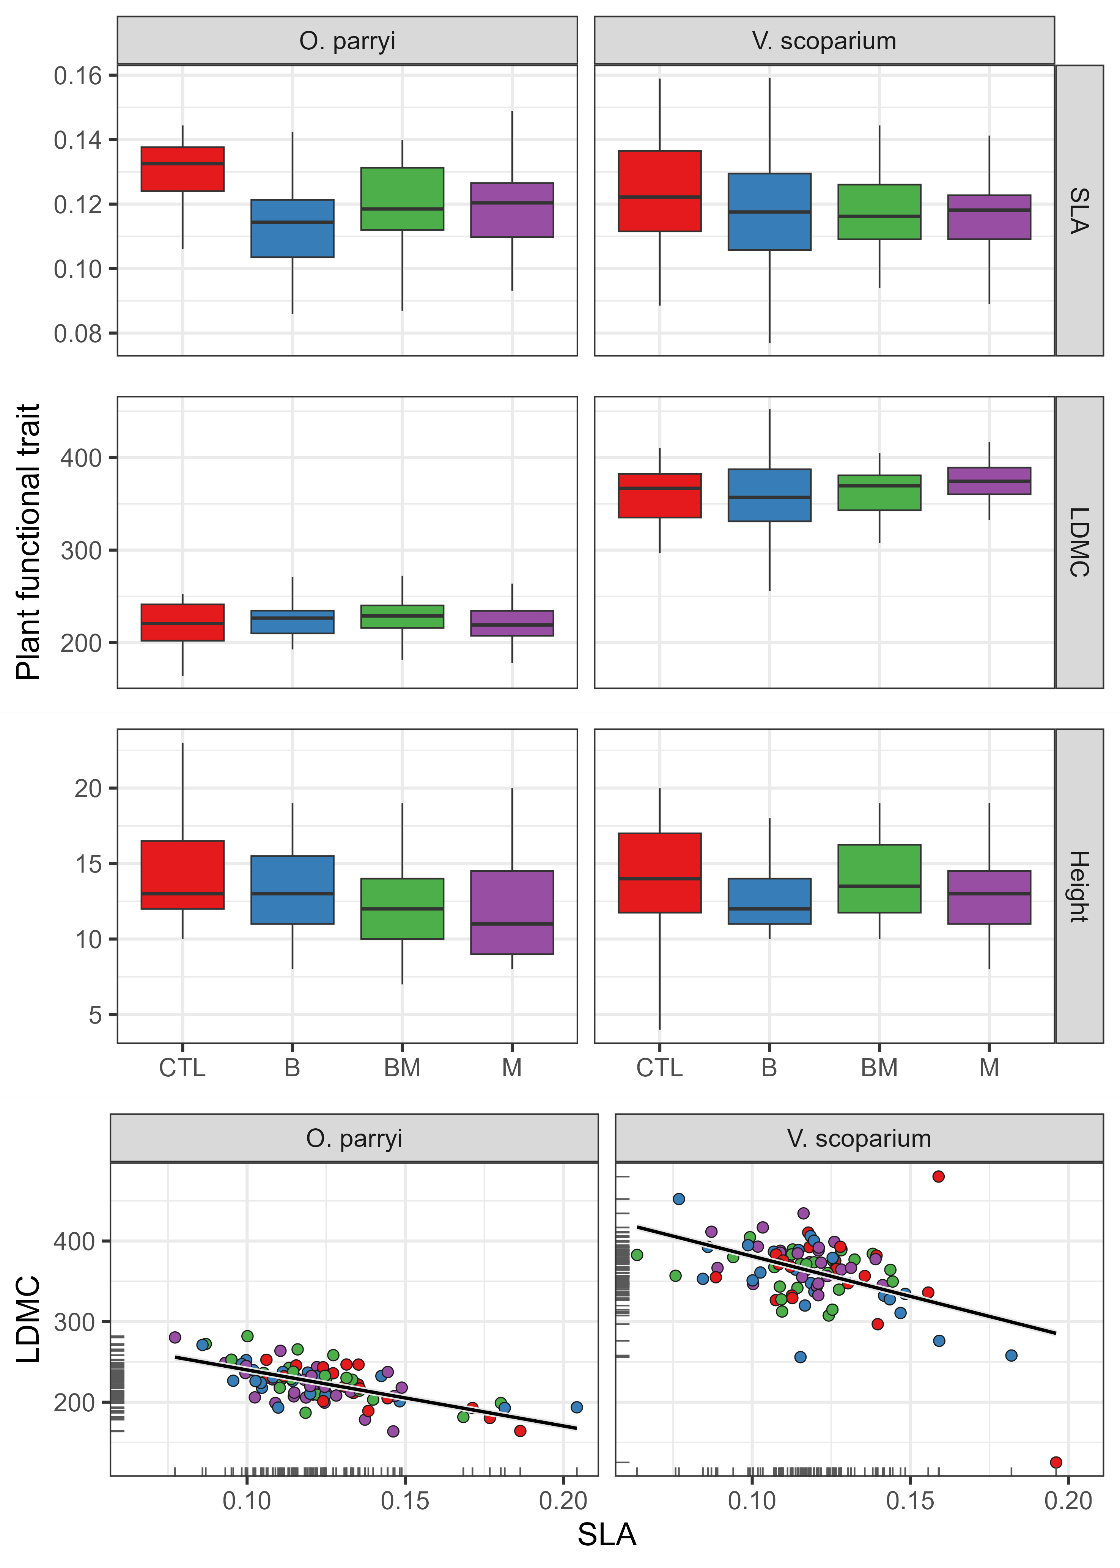 O. parryi V. scoparium
0.16
0.14
0.12
0.10
0.08
SLA
Plant functional trait
400
300
200
LDMC
20
15
10
5
Height
CTL B BM M CTL B BM M
O. parryi V. scoparium
LDMC
400
300
200
0.10 0.15 0.20 0.10 0.15 0.20
SLA